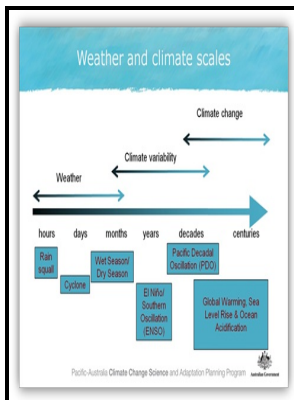 Weather and climate scales
Climate change
Climate variability
Weather
hours days months years decades centuries
Rain
squall
Cyclone
Wet Season/
Dry Season
El Niño/
Southern
Oscillation
(ENSO)
Pacific Decadal
Oscillation (PDO)
Global Warming, Sea
Level Rise & Ocean
Acidification
Pacific-Australia Climate Change Science and Adaptation Planning Program
Australian Government